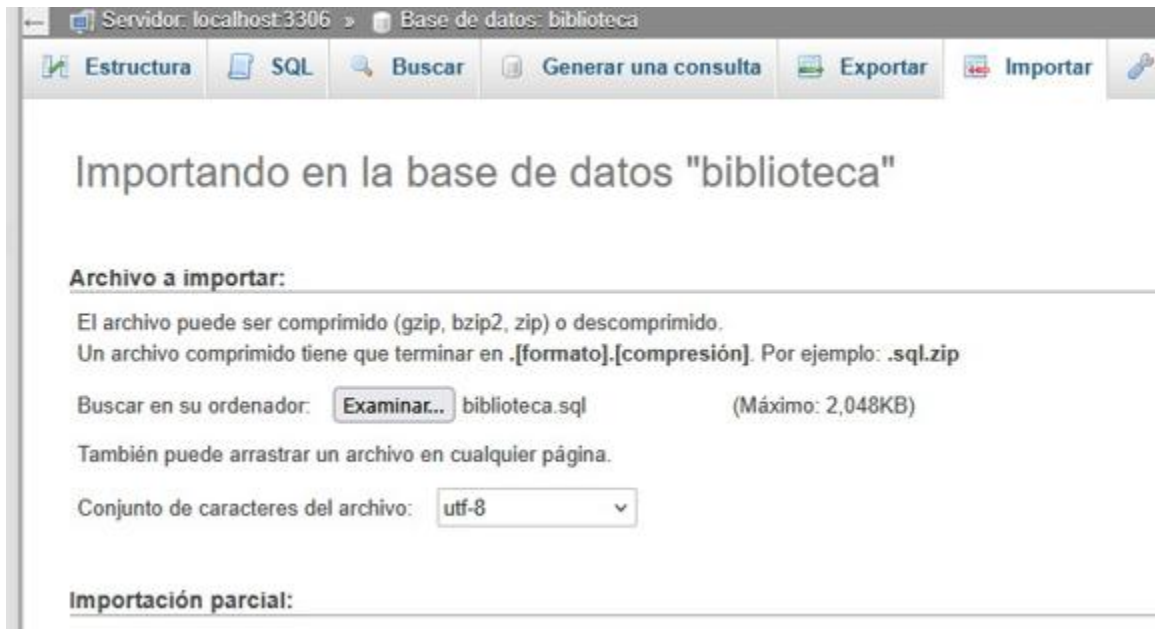 Servidor: localhost:3306 » Base de datos: biblioteca
Estructura SQL Buscar Generar una consulta Exportar Importar
Importando en la base de datos "biblioteca"
Archivo a importar:
El archivo puede ser comprimido (gzip, bzip2, zip) o descomprimido.
Un archivo comprimido tiene que terminar en .[formato].[compresión]. Por ejemplo: .sql.zip
Buscar en su ordenador: Examinar... biblioteca.sql (Máximo: 2,048KB)
También puede arrastrar un archivo en cualquier página.
Conjunto de caracteres del archivo: utf-8
Importación parcial: